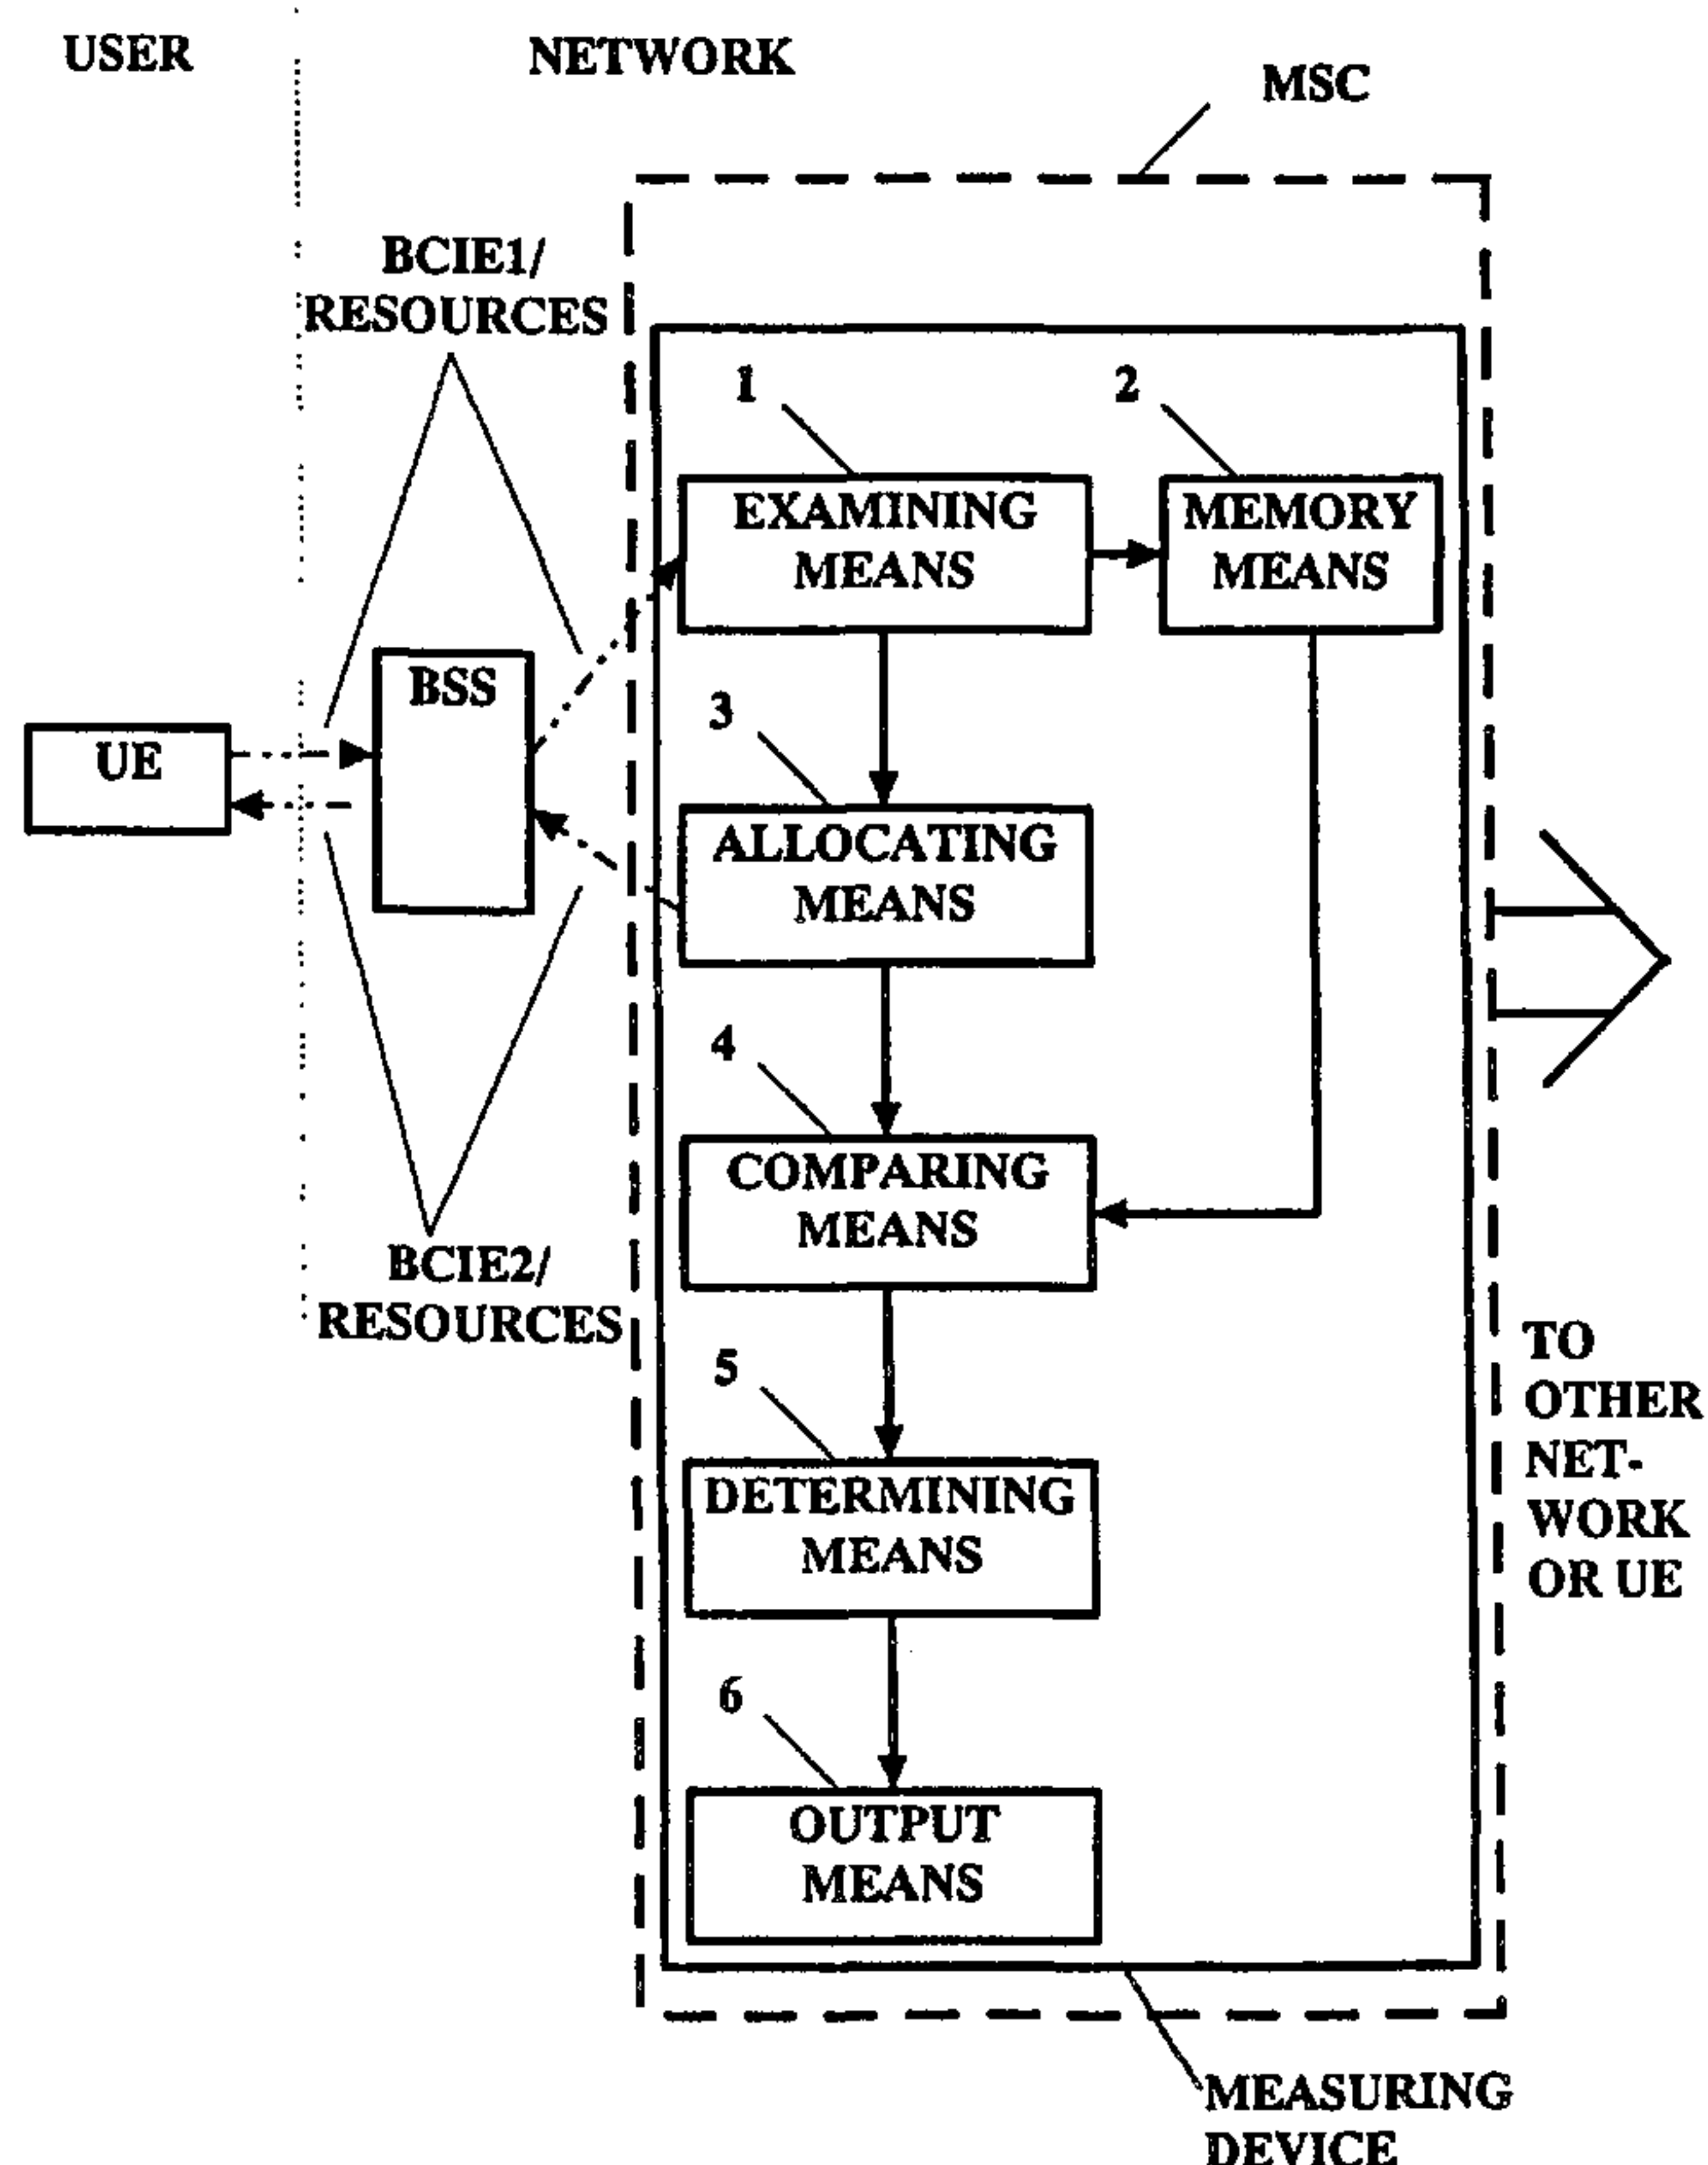 USER
NETWORK
MSC
BCIE1/
RESOURCES
1
2
EXAMINING
MEANS
MEMORY
MEANS
BSS
UE
3
ALLOCATING
MEANS
4
COMPARING
MEANS
BCIE2/
RESOURCES
5
DETERMINING
MEANS
TO
OTHER
NET-
WORK
OR UE
6
OUTPUT
MEANS
MEASURING
DEVICE